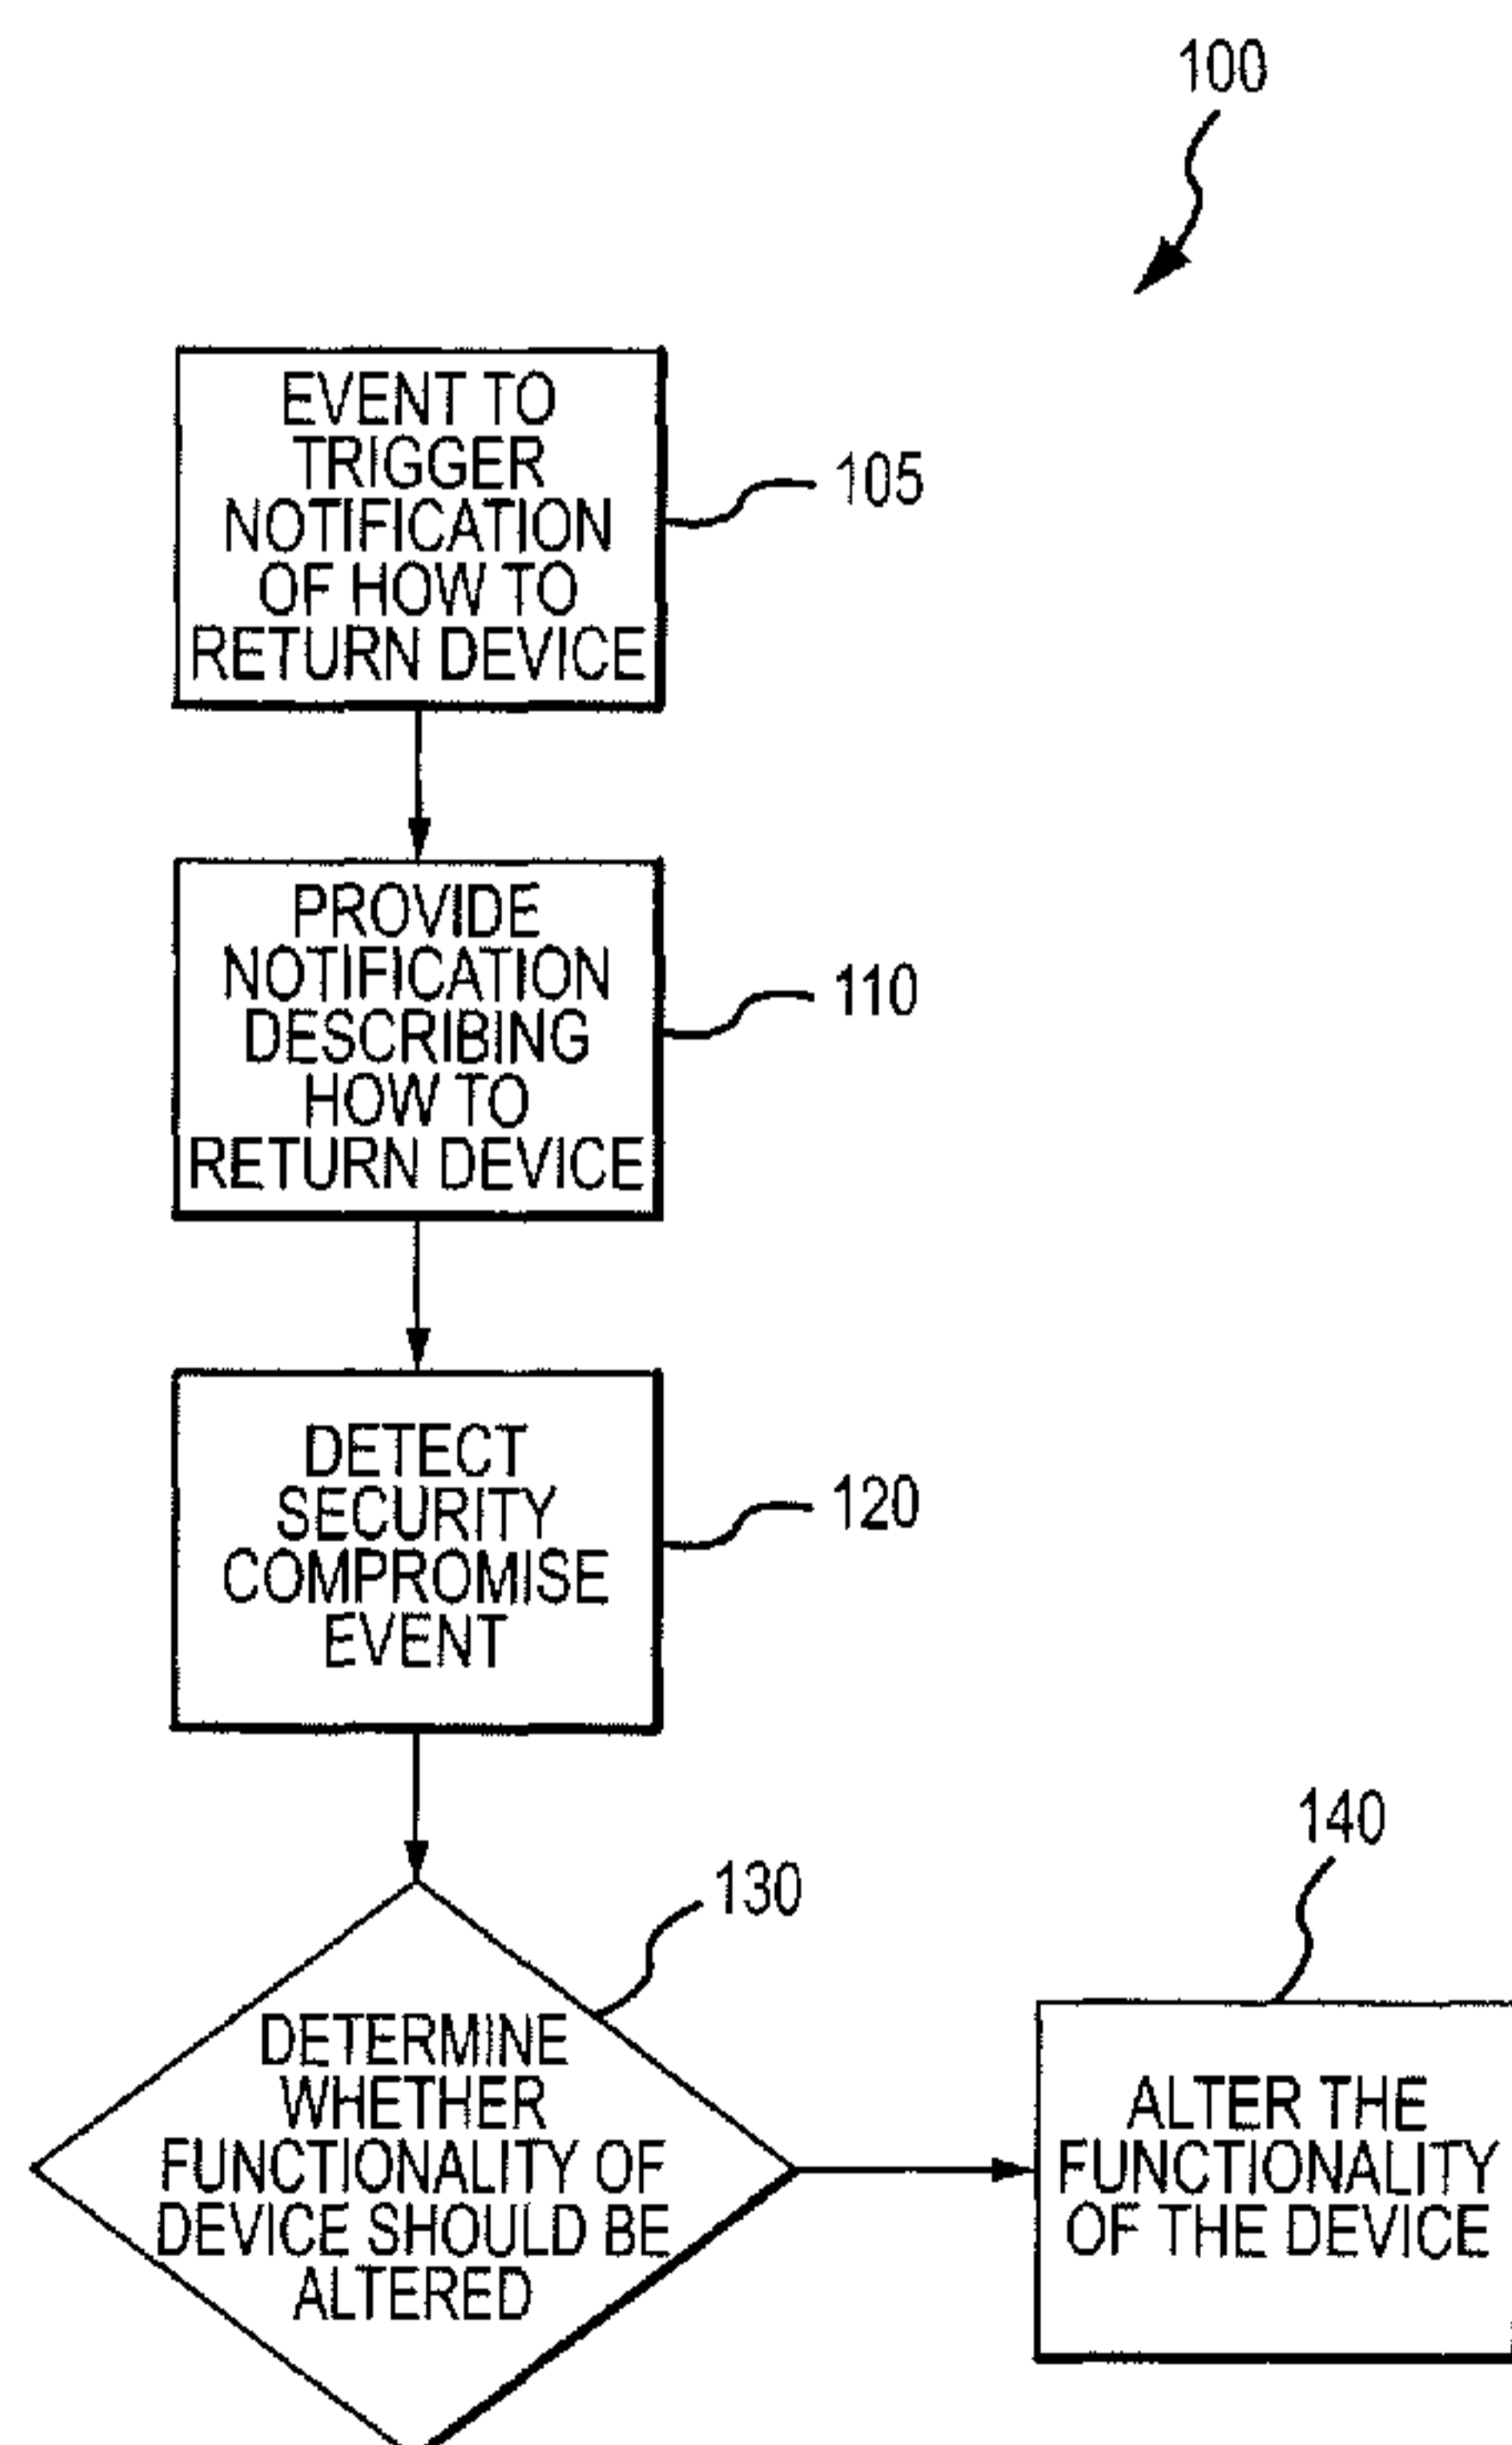 100
EVENT TO
TRIGGER
NOTIFICATION
OF HOW TO
RETURN DEVICE
105
PROVIDE
NOTIFICATION
DESCRIBING
HOW TO
RETURN DEVICE
110
DETECT
SECURITY
COMPROMISE
EVENT
120
130
DETERMINE
WHETHER
FUNCTIONALITY OF
DEVICE SHOULD BE
ALTERED
140
ALTER THE
FUNCTIONALITY
OF THE DEVICE